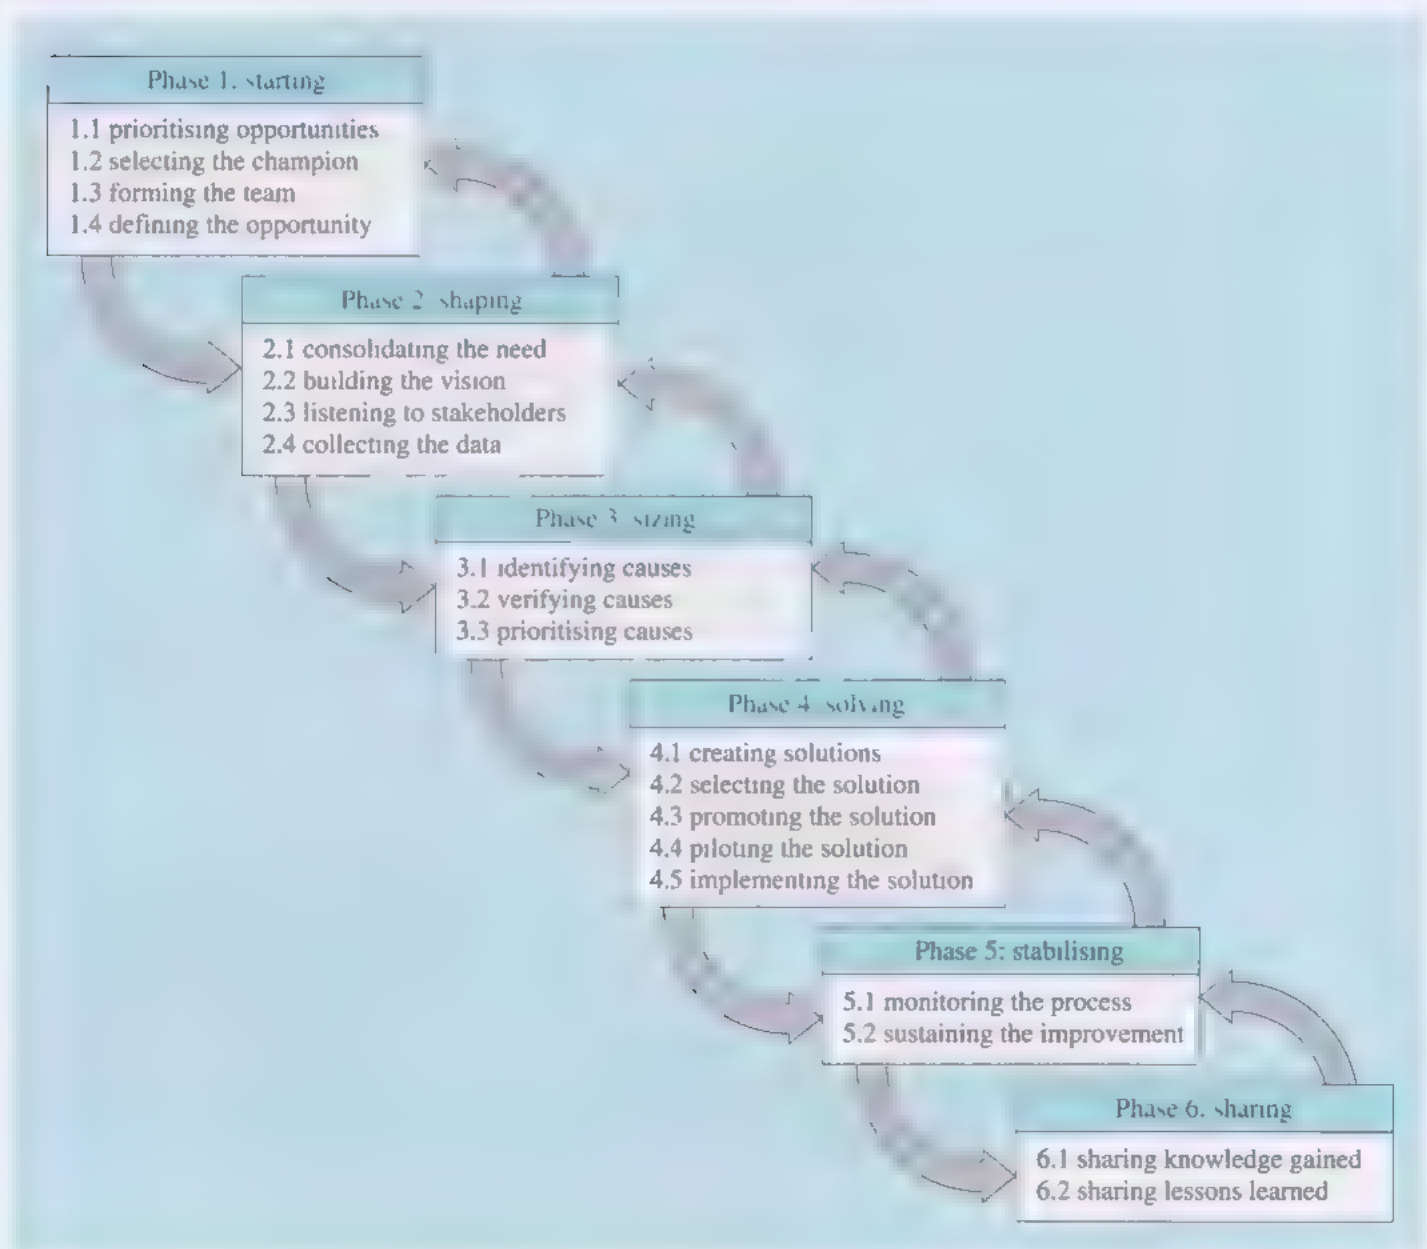 Phase 1. starting
1.1 prioritising opportunities
1.2 selecting the champion
1.3 forming the team
1.4 defining the opportunity
Phase 2 shaping
2.1 consolidating the need
2.2 building the vision
2.3 listening to stakeholders
2.4 collecting the data
Phase 3 sizing
3.1 identifying causes
3.2 verifying causes
3.3 prioritising causes
Phase 4 solving
4.1 creating solutions
4.2 selecting the solution
4.3 promoting the solution
4.4 piloting the solution
4.5 implementing the solution
Phase 5: stabilising
5.1 monitoring the process
5.2 sustaining the improvement
Phase 6. sharing
6.1 sharing knowledge gained
6.2 sharing lessons learned